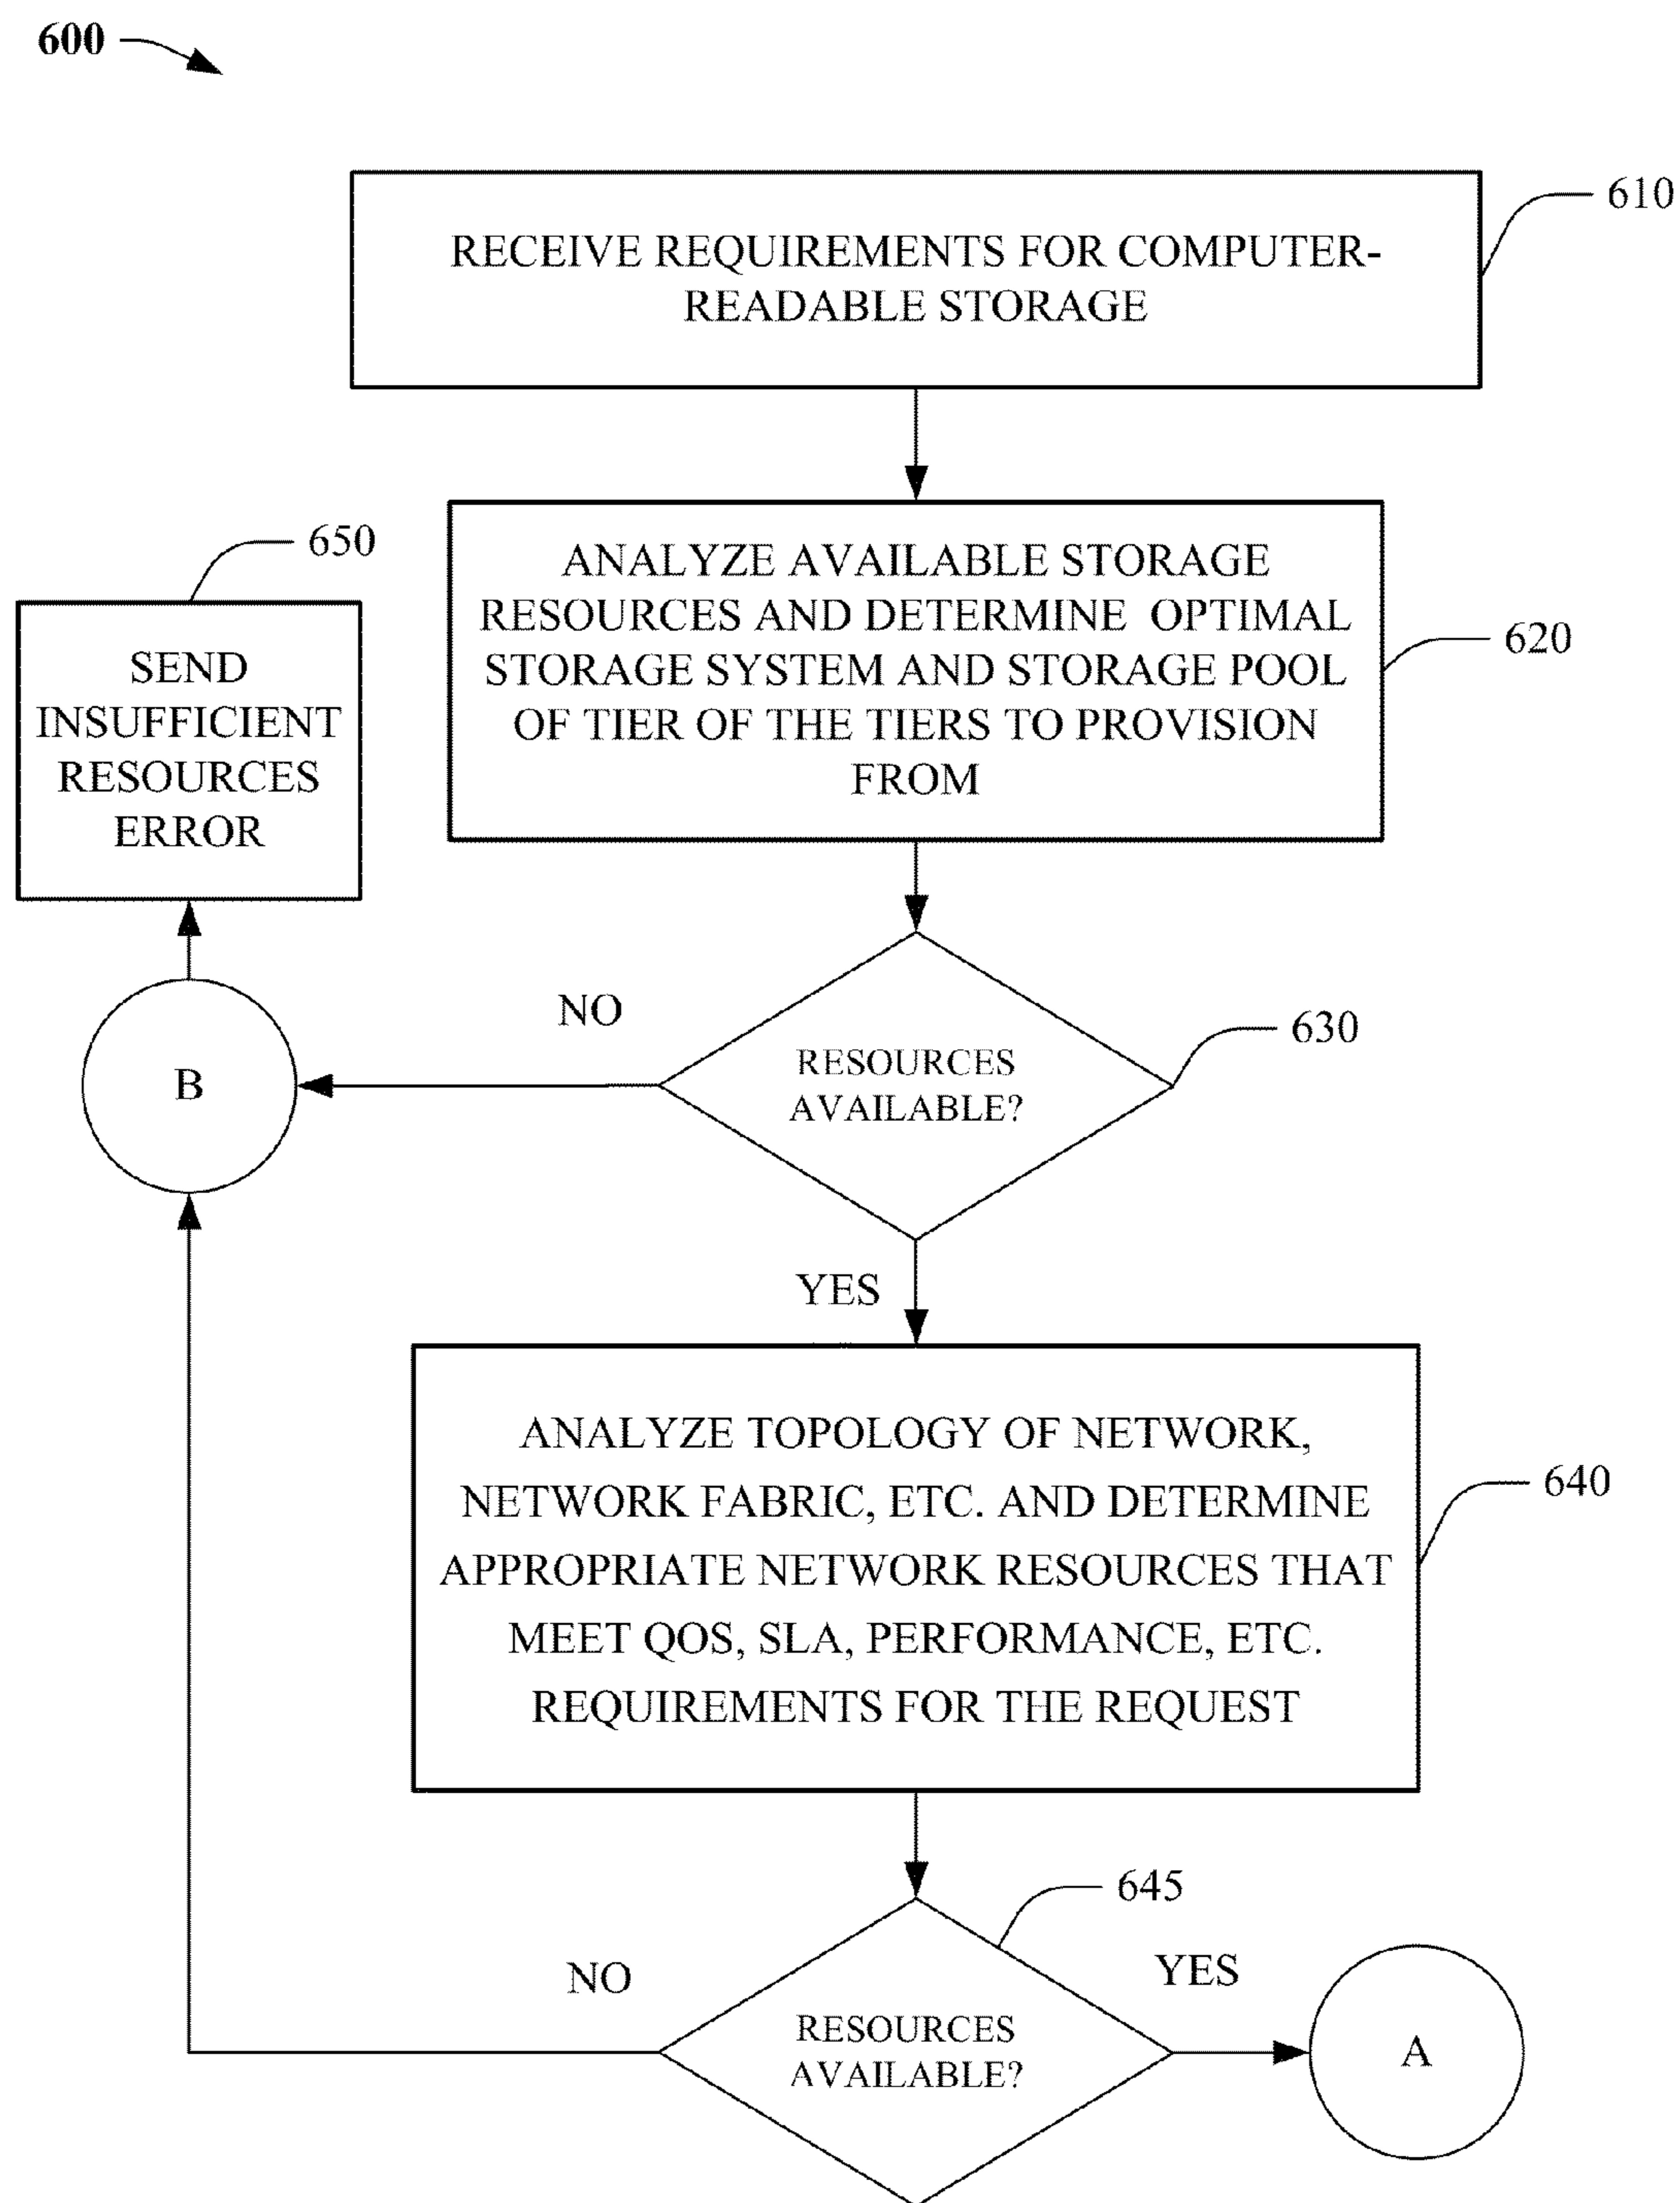 600
610
RECEIVE REQUIREMENTS FOR COMPUTER-
READABLE STORAGE
650
ANALYZE AVAILABLE STORAGE
RESOURCES AND DETERMINE OPTIMAL
STORAGE SYSTEM AND STORAGE POOL
OF TIER OF THE TIERS TO PROVISION
FROM
620
SEND
INSUFFICIENT
RESOURCES
ERROR
NO
630
RESOURCES
AVAILABLE?
B
YES
ANALYZE TOPOLOGY OF NETWORK,
NETWORK FABRIC, ETC. AND DETERMINE
APPROPRIATE NETWORK RESOURCES THAT
MEET QOS, SLA, PERFORMANCE, ETC.
REQUIREMENTS FOR THE REQUEST
640
645
NO
YES
RESOURCES
AVAILABLE?
A